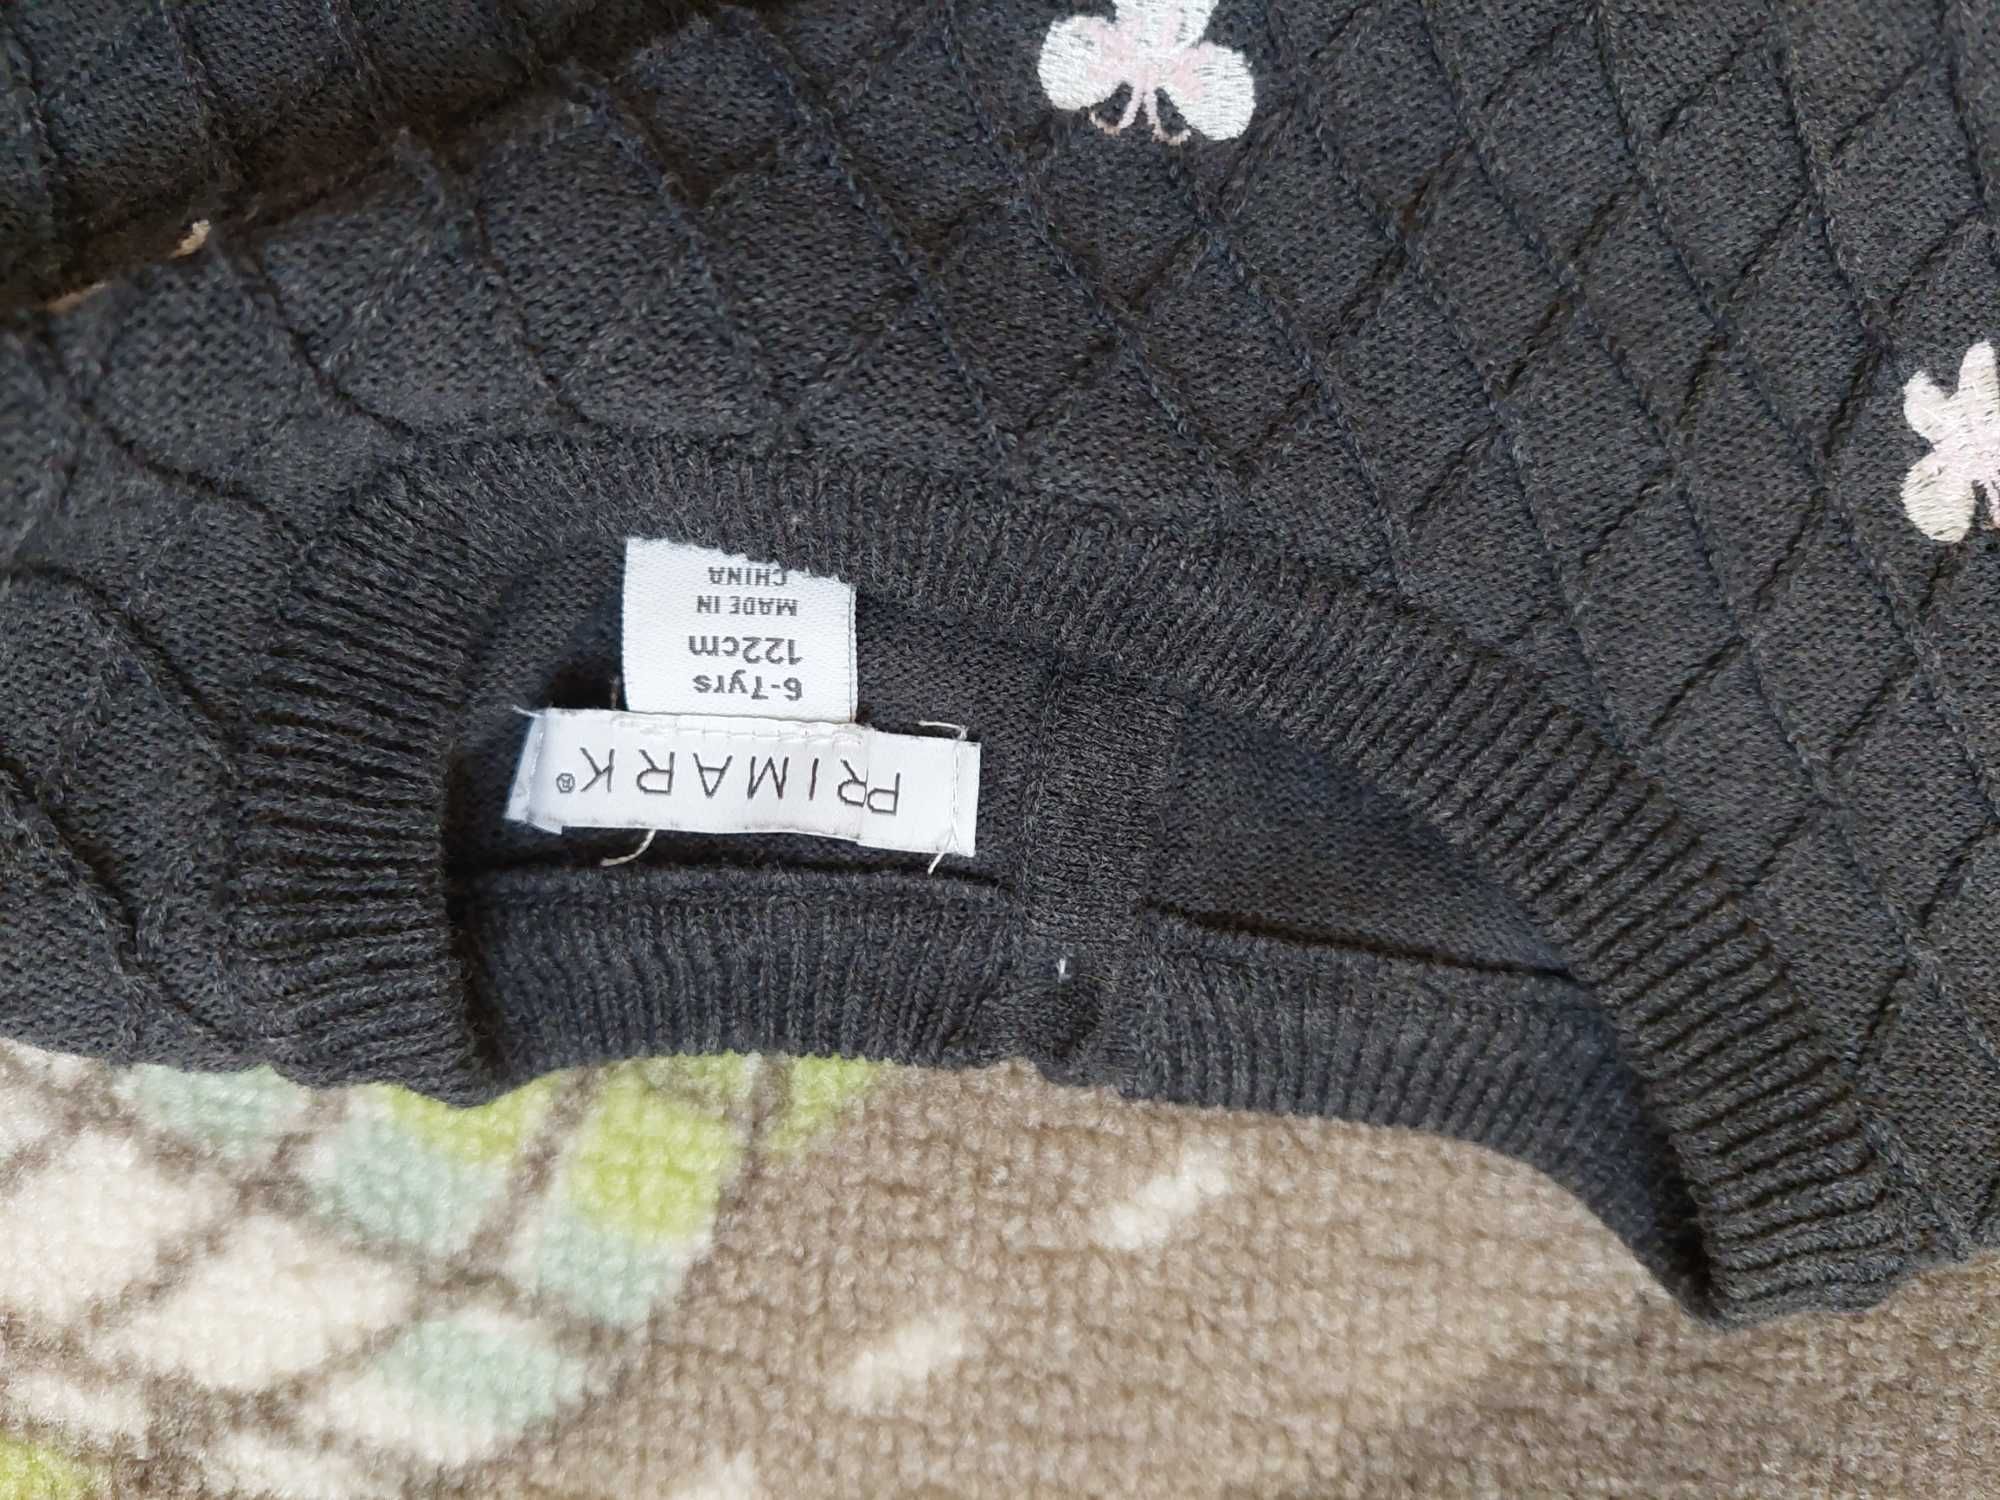 PRIMARK®
6-7yrs
122cm
MADE IN
CHINA